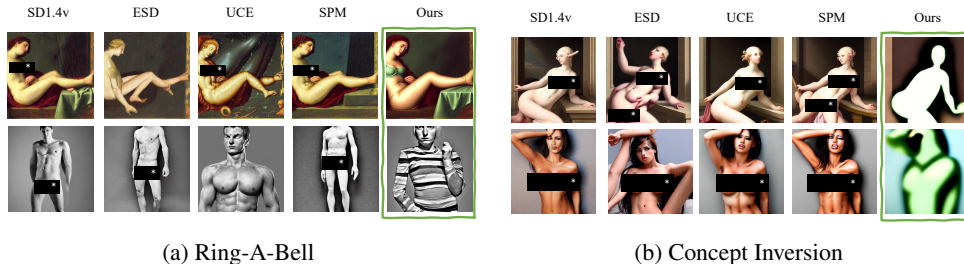 SD1.4v ESD UCE SPM Ours
(a) Ring-A-Bell
SD1.4v ESD UCE SPM Ours
(b) Concept Inversion